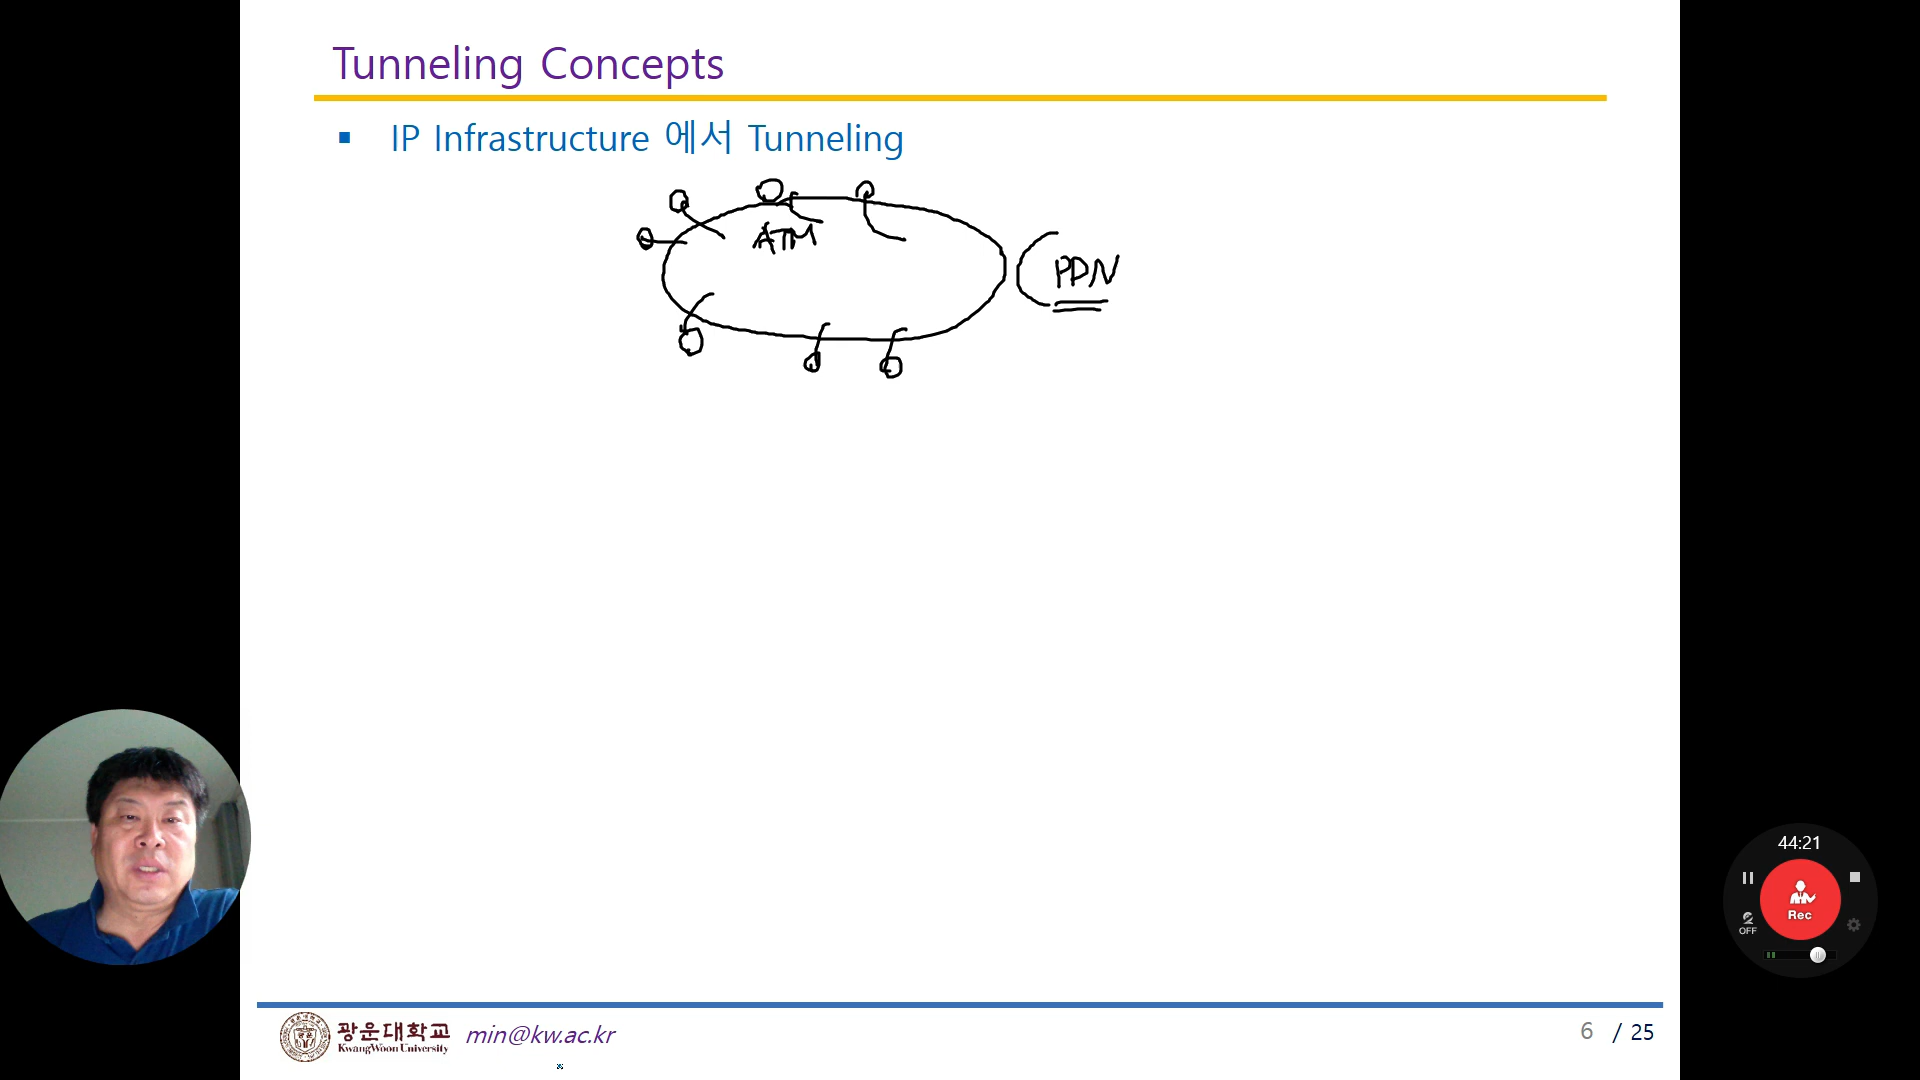 Tunneling Concepts
▪ IP Infrastructure 에서 Tunneling
ATM
PDN
44:21
Rec
OFF
광운대학교
KwangWoon University
min@kw.ac.kr
6 / 25